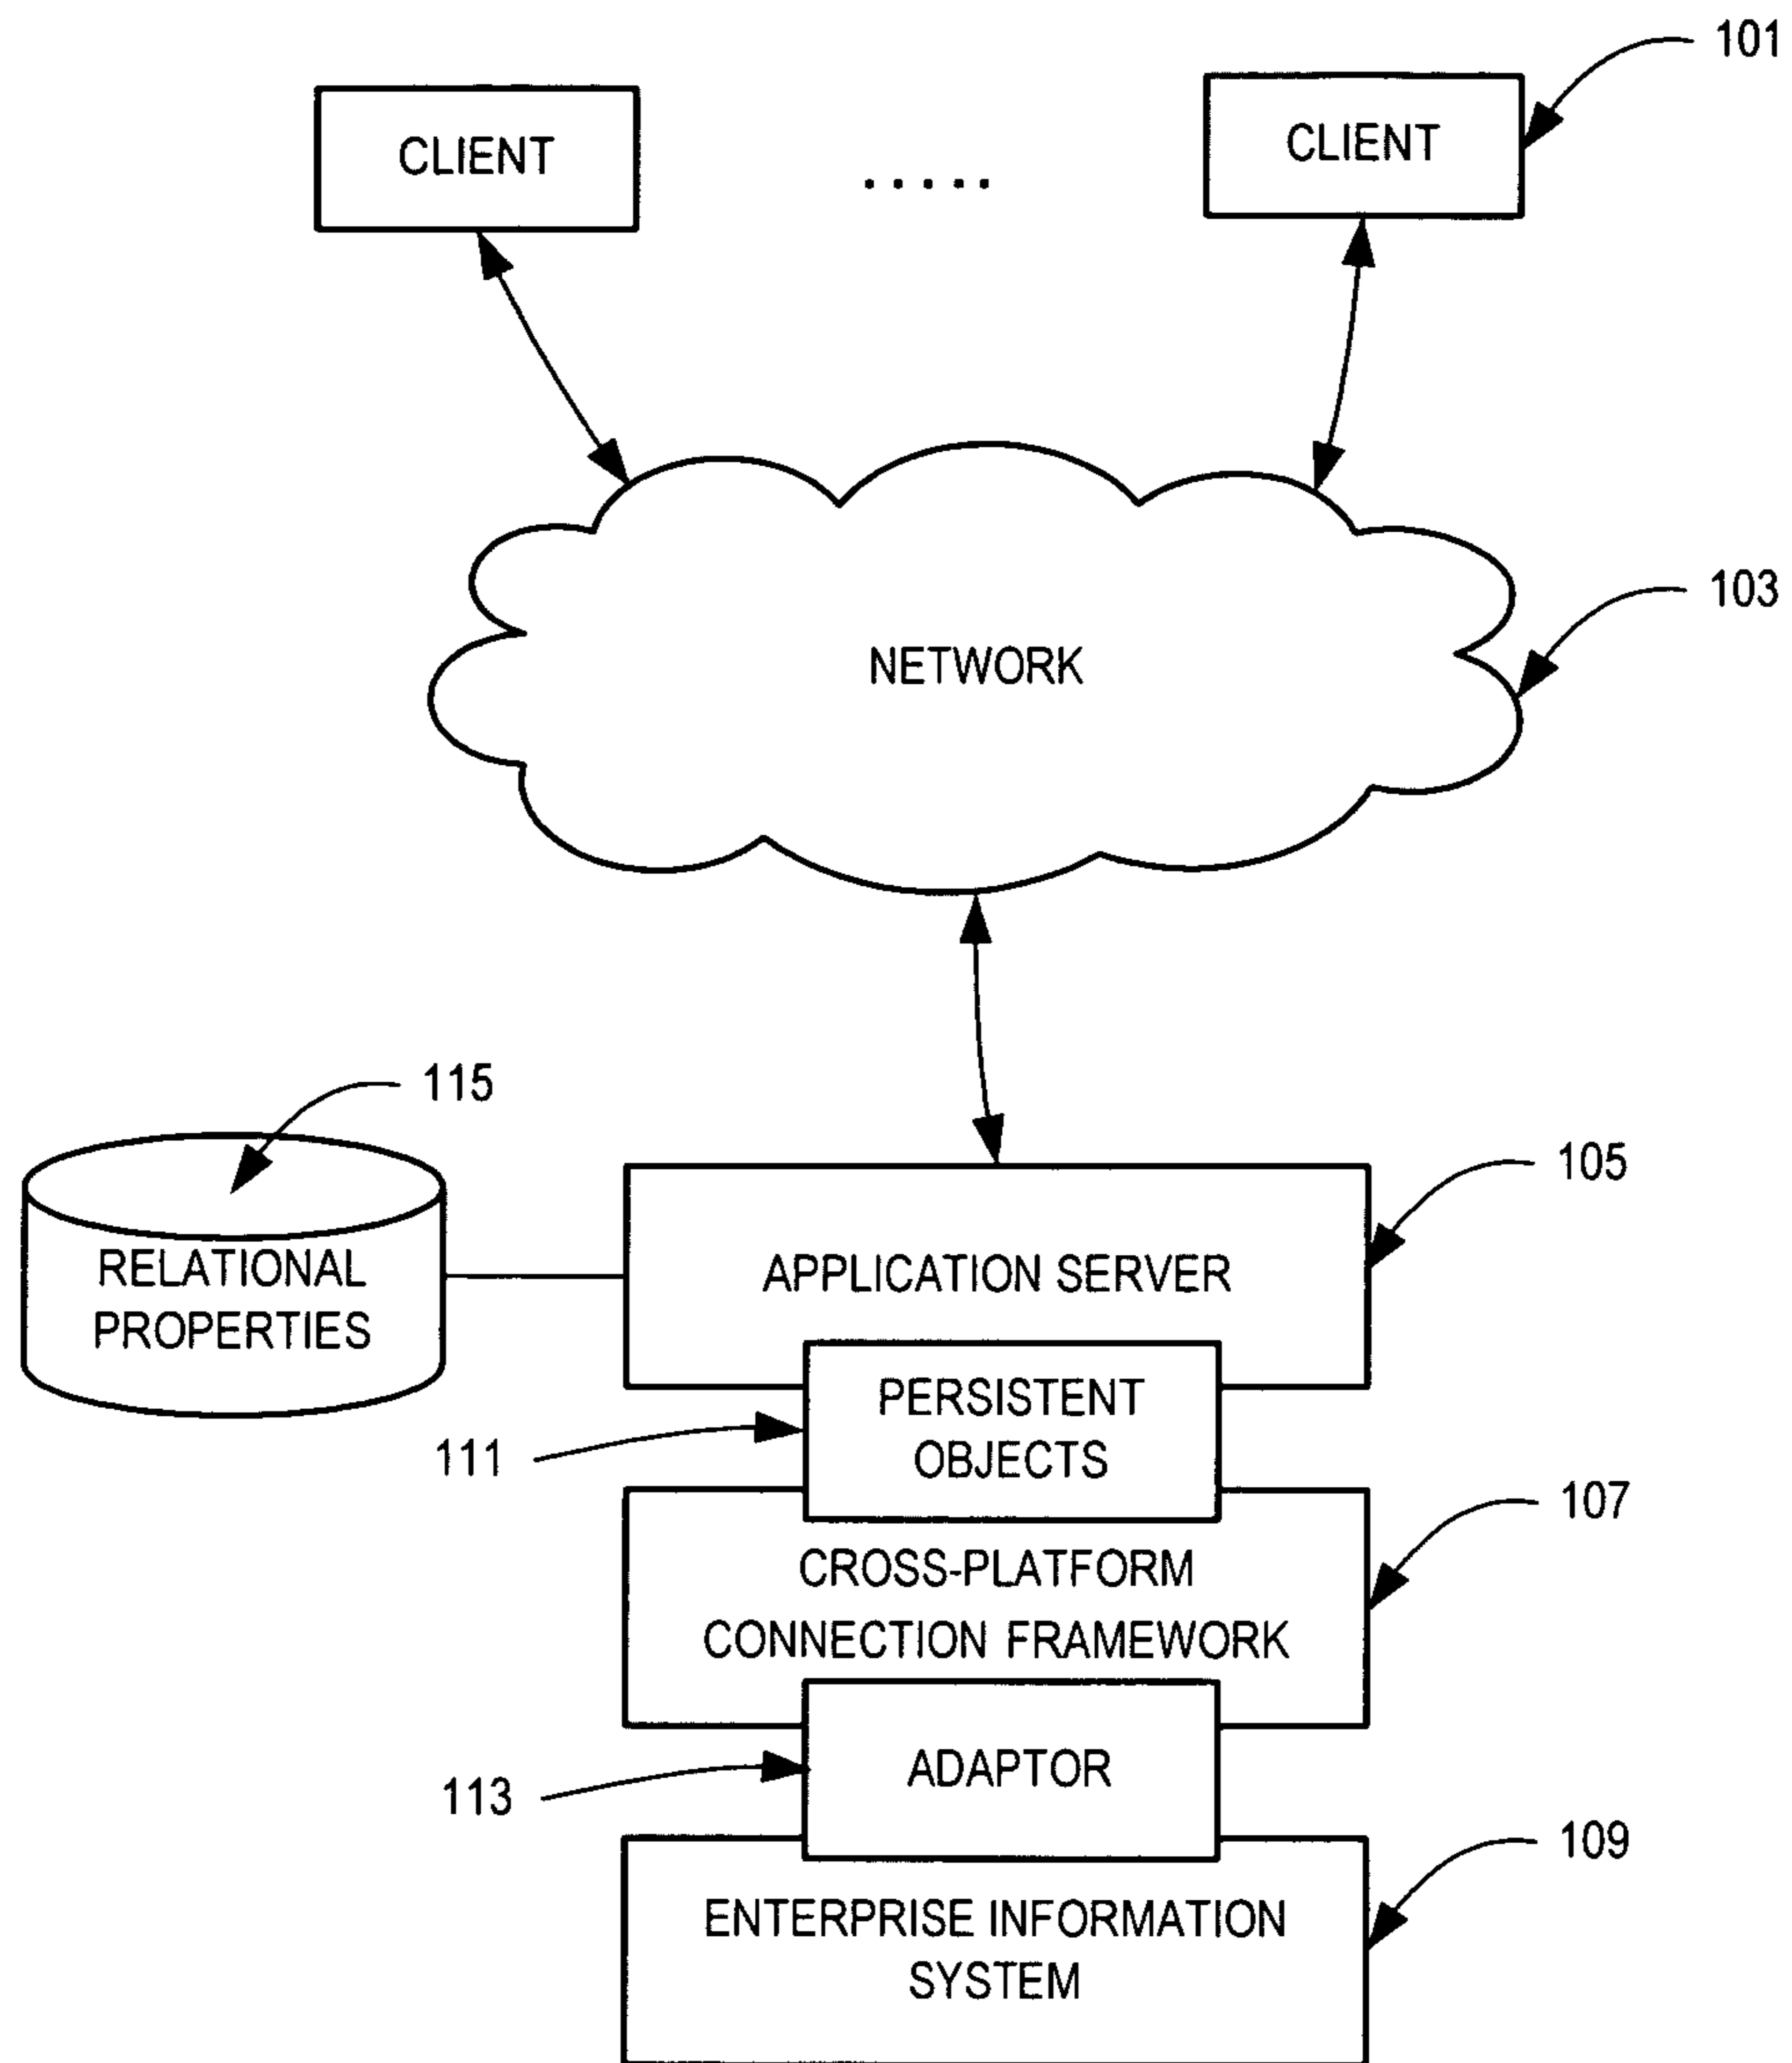 101
CLIENT
CLIENT
.....
103
NETWORK
115
105
RELATIONAL
PROPERTIES
APPLICATION SERVER
PERSISTENT
OBJECTS
111
107
CROSS-PLATFORM
CONNECTION FRAMEWORK
ADAPTOR
113
109
ENTERPRISE INFORMATION
SYSTEM